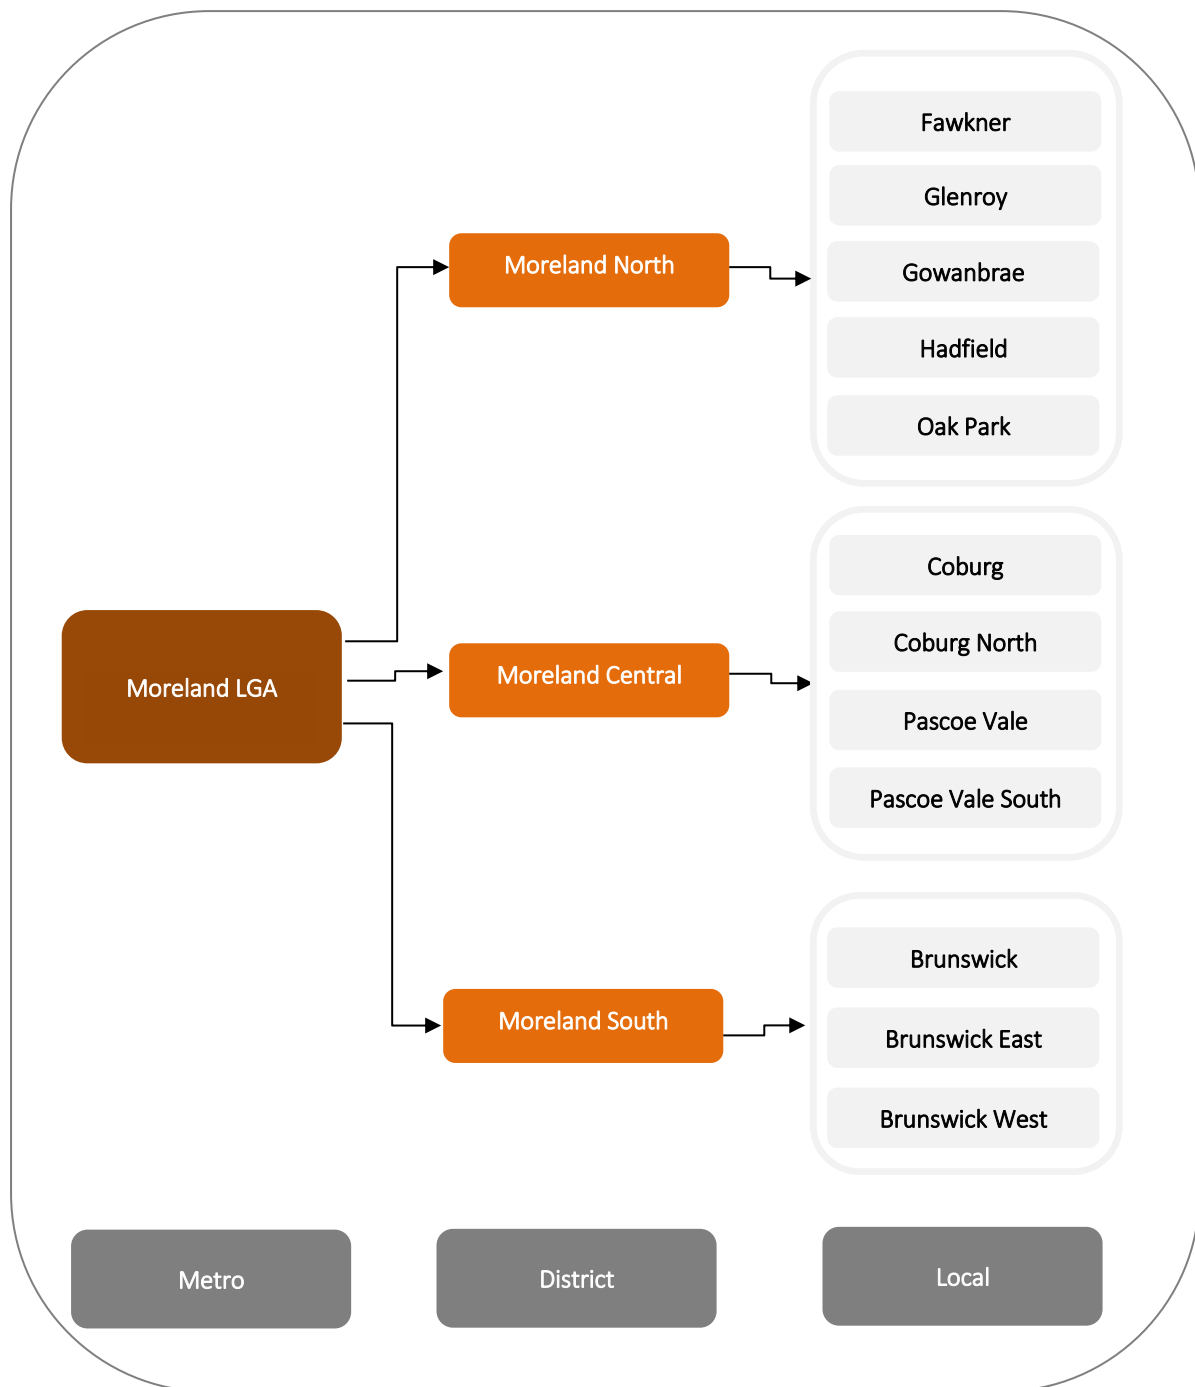 Fawkner
Glenroy
Gowanbrae
Hadfield
Oak Park
Moreland North
Coburg
Coburg North
Pascoe Vale
Pascoe Vale South
Moreland Central
Moreland LGA
Brunswick
Brunswick East
Brunswick West
Moreland South
Metro
District
Local